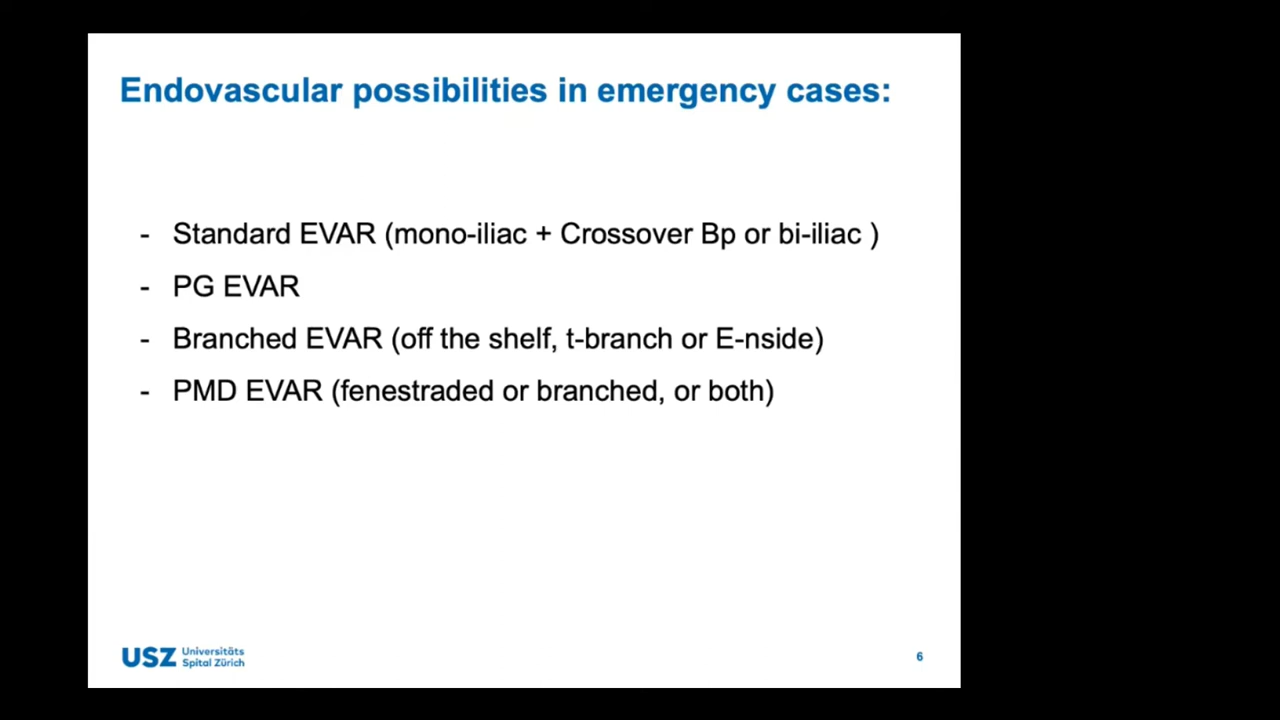 Endovascular possibilities in emergency cases:
- Standard EVAR (mono-iliac + Crossover Bp or bi-iliac )
- PG EVAR
- Branched EVAR (off the shelf, t-branch or E-nside)
- PMD EVAR (fenestraded or branched, or both)
USZ Universitäts
Spital Zürich
6